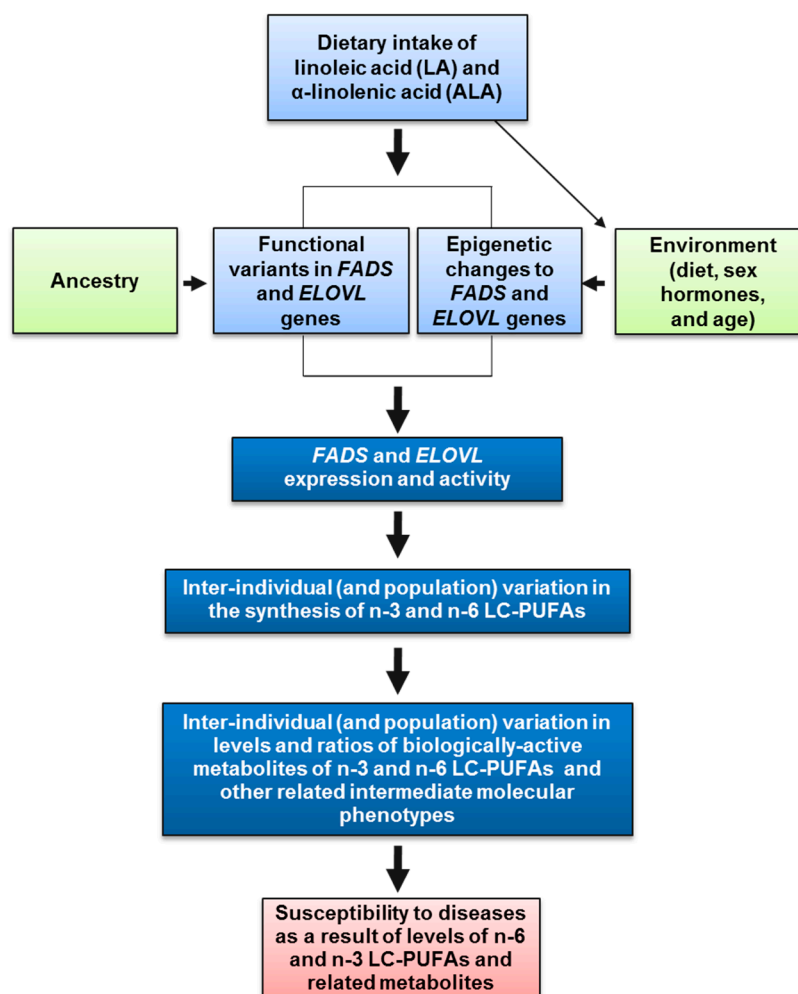 Dietary intake of
linoleic acid (LA) and
α-linolenic acid (ALA)
Ancestry
Functional
variants in FADS
and ELOVL
genes
Epigenetic
changes to
FADS and
ELOVL genes
Environment
(diet, sex
hormones,
and age)
FADS and ELOVL
expression and activity
Inter-individual (and population) variation in
the synthesis of n-3 and n-6 LC-PUFAs
Inter-individual (and population) variation in
levels and ratios of biologically-active
metabolites of n-3 and n-6 LC-PUFAs and
other related intermediate molecular
phenotypes
Susceptibility to diseases
as a result of levels of n-6
and n-3 LC-PUFAs and
related metabolites